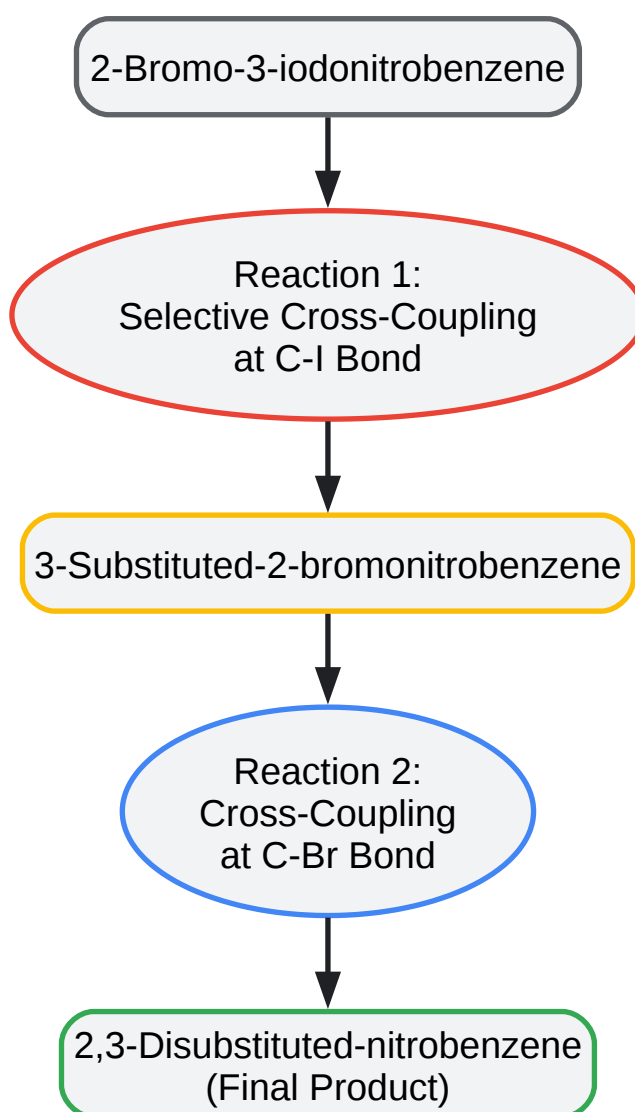 2-Bromo-3-iodonitrobenzene
Reaction 1:
Selective Cross-Coupling
at C-I Bond
3-Substituted-2-bromonitrobenzene
Reaction 2:
Cross-Coupling
at C-Br Bond
2,3-Disubstituted-nitrobenzene
(Final Product)